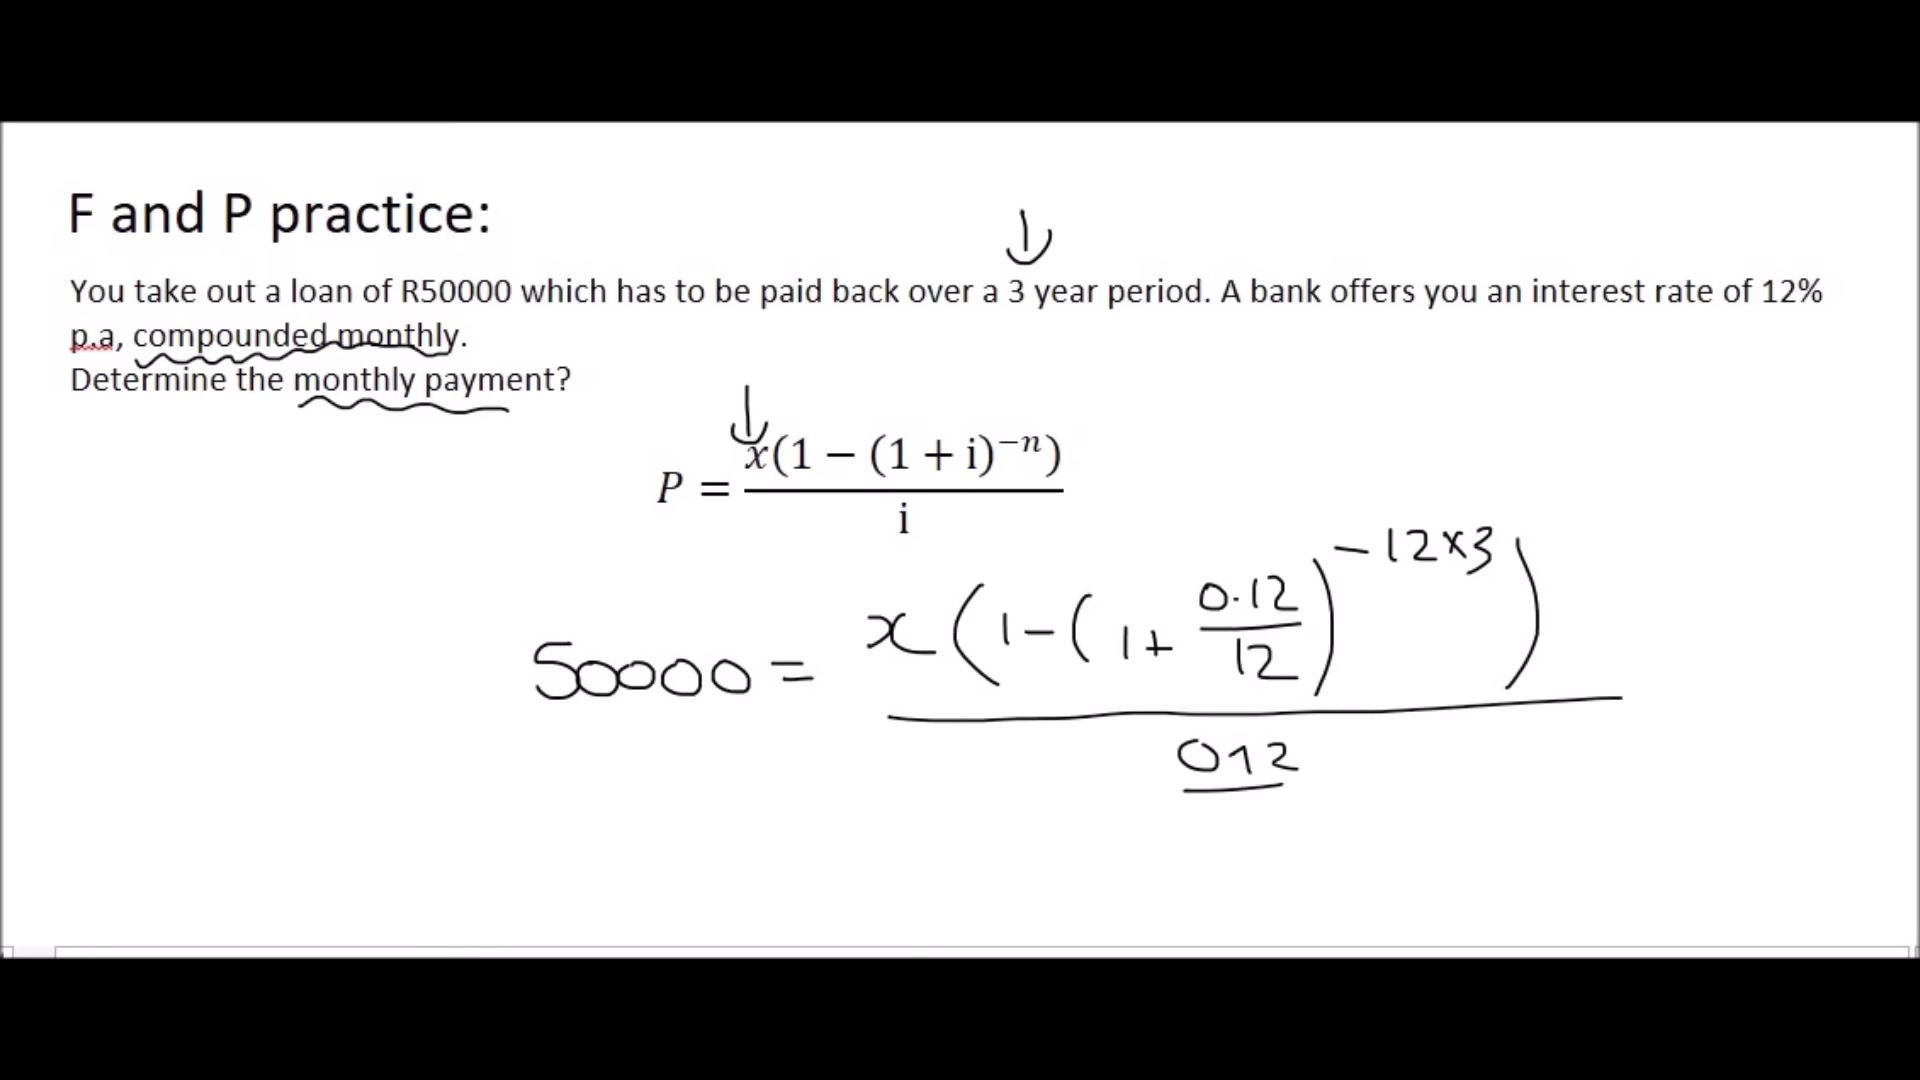 F and P practice:
You take out a loan of R50000 which has to be paid back over a 3 year period. A bank offers you an interest rate of 12%
p.a, compounded monthly.
Determine the monthly payment?
P = x(1 − (1 + i)⁻ⁿ) / i
50000 = x(1 - (1 + 0.12/12)^(-12×3)) / 012